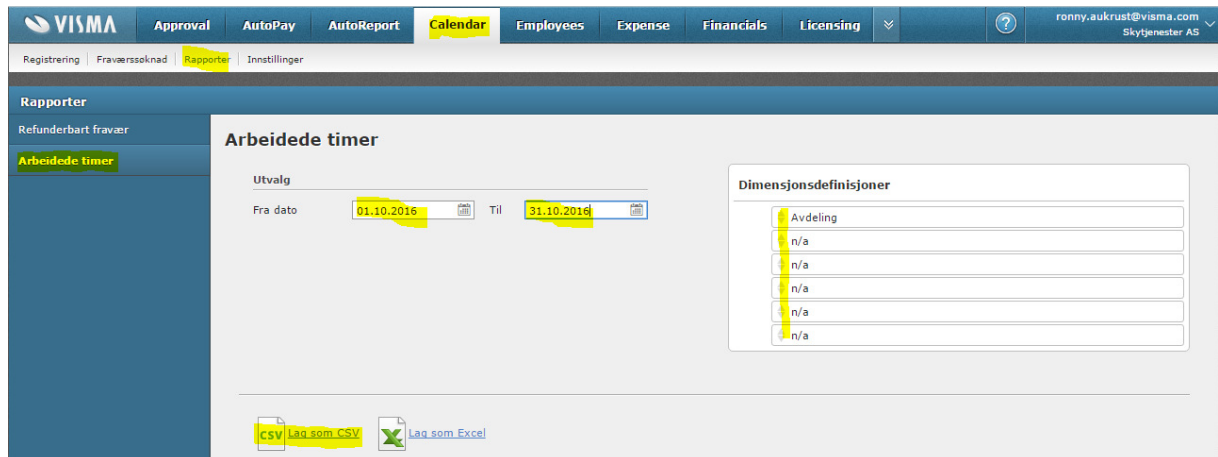 VISMA Approval AutoPay AutoReport Calendar Employees Expense Financials Licensing ? ronny.aukrust@visma.com
Skytjenester AS
Registrering Fraværssøknad Rapporter Innstillinger
Rapporter
Refunderbart fravær
Arbeidede timer
Arbeidede timer
Utvalg
Fra dato 01.10.2016 Til 31.10.2016
Dimensjonsdefinisjoner
Avdeling
n/a
n/a
n/a
n/a
n/a
CSV Lag som CSV X Lag som Excel